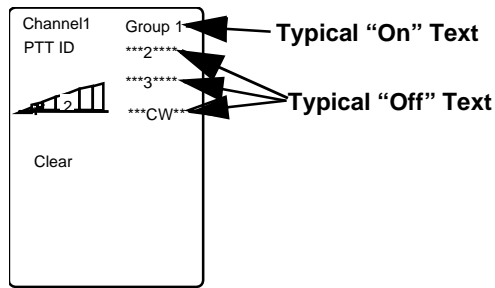 Channel1 Group 1
PTT ID ***2****
***3****
2
***CW**
Clear
Typical “On” Text
Typical “Off” Text